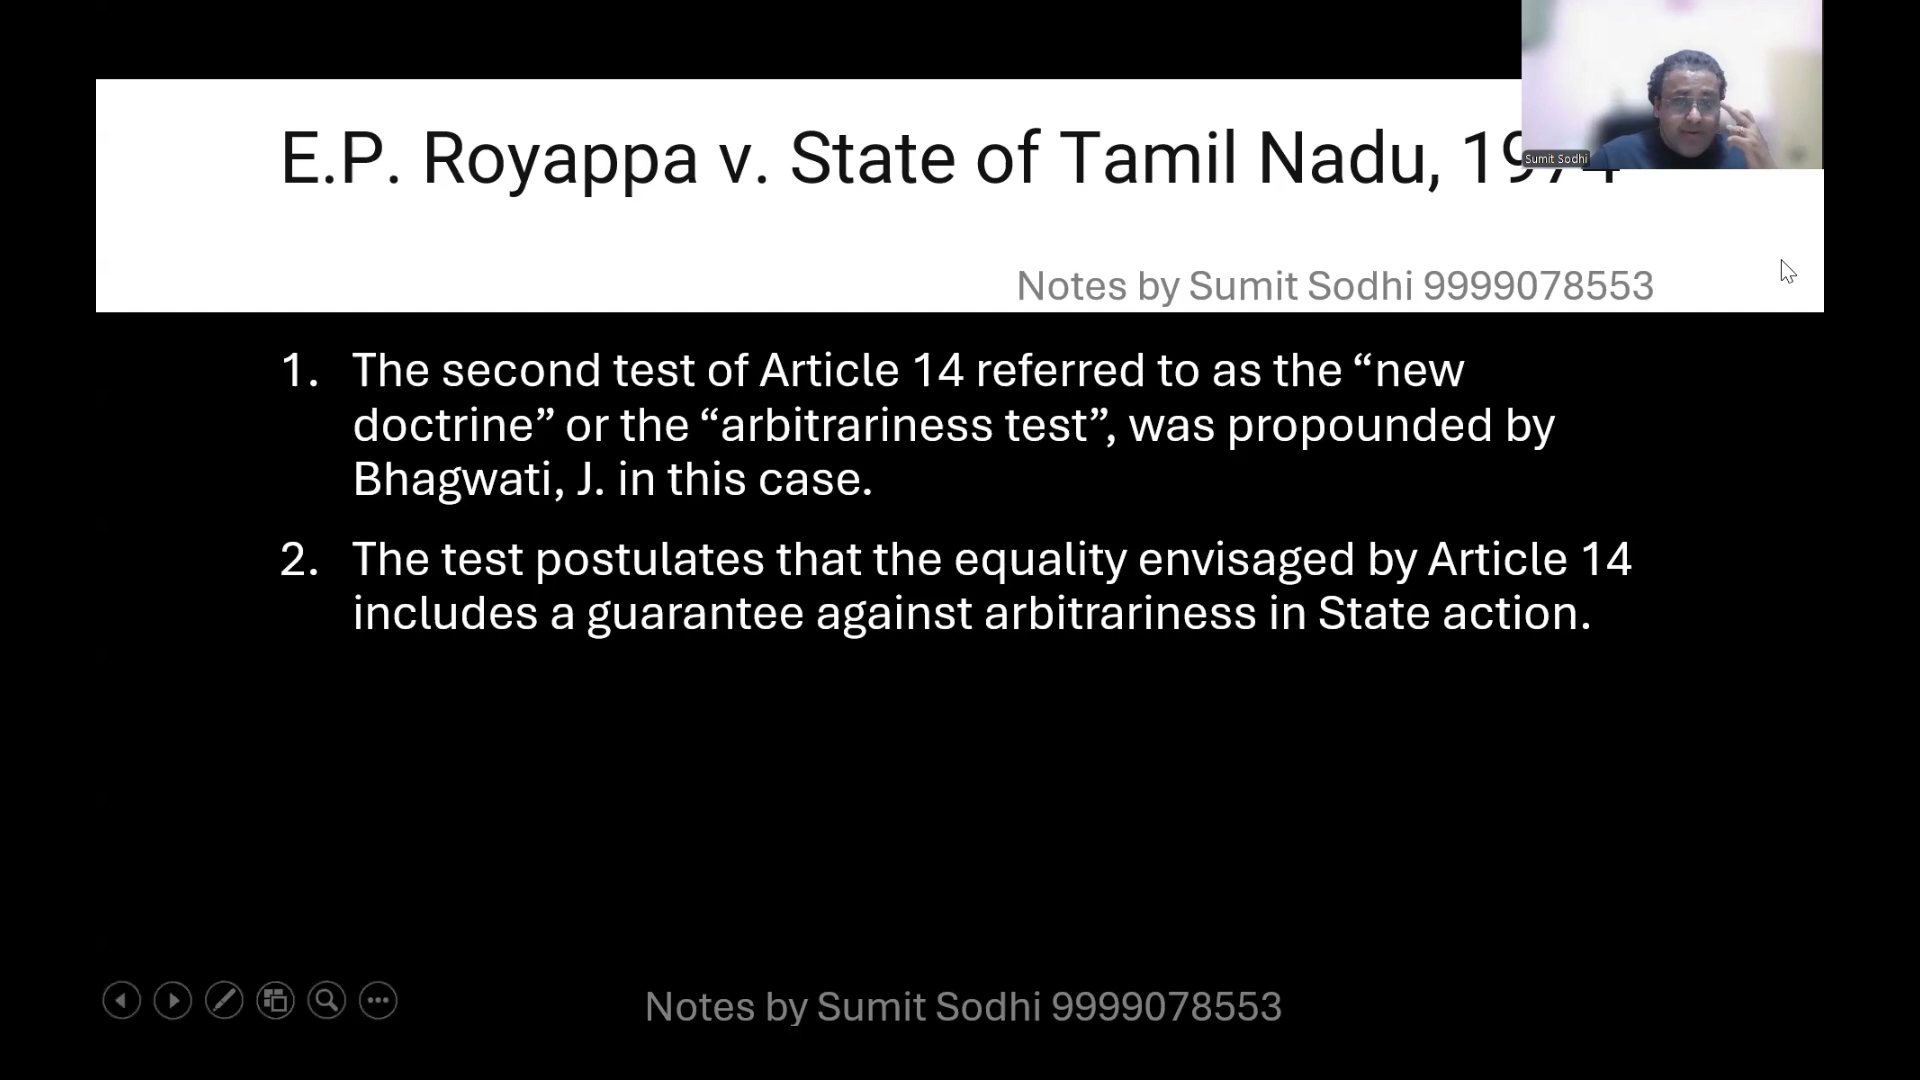 E.P. Royappa v. State of Tamil Nadu, 1974
Sumit Sodhi
Notes by Sumit Sodhi 9999078553
1. The second test of Article 14 referred to as the “new
doctrine” or the “arbitrariness test”, was propounded by
Bhagwati, J. in this case.
2. The test postulates that the equality envisaged by Article 14
includes a guarantee against arbitrariness in State action.
Notes by Sumit Sodhi 9999078553